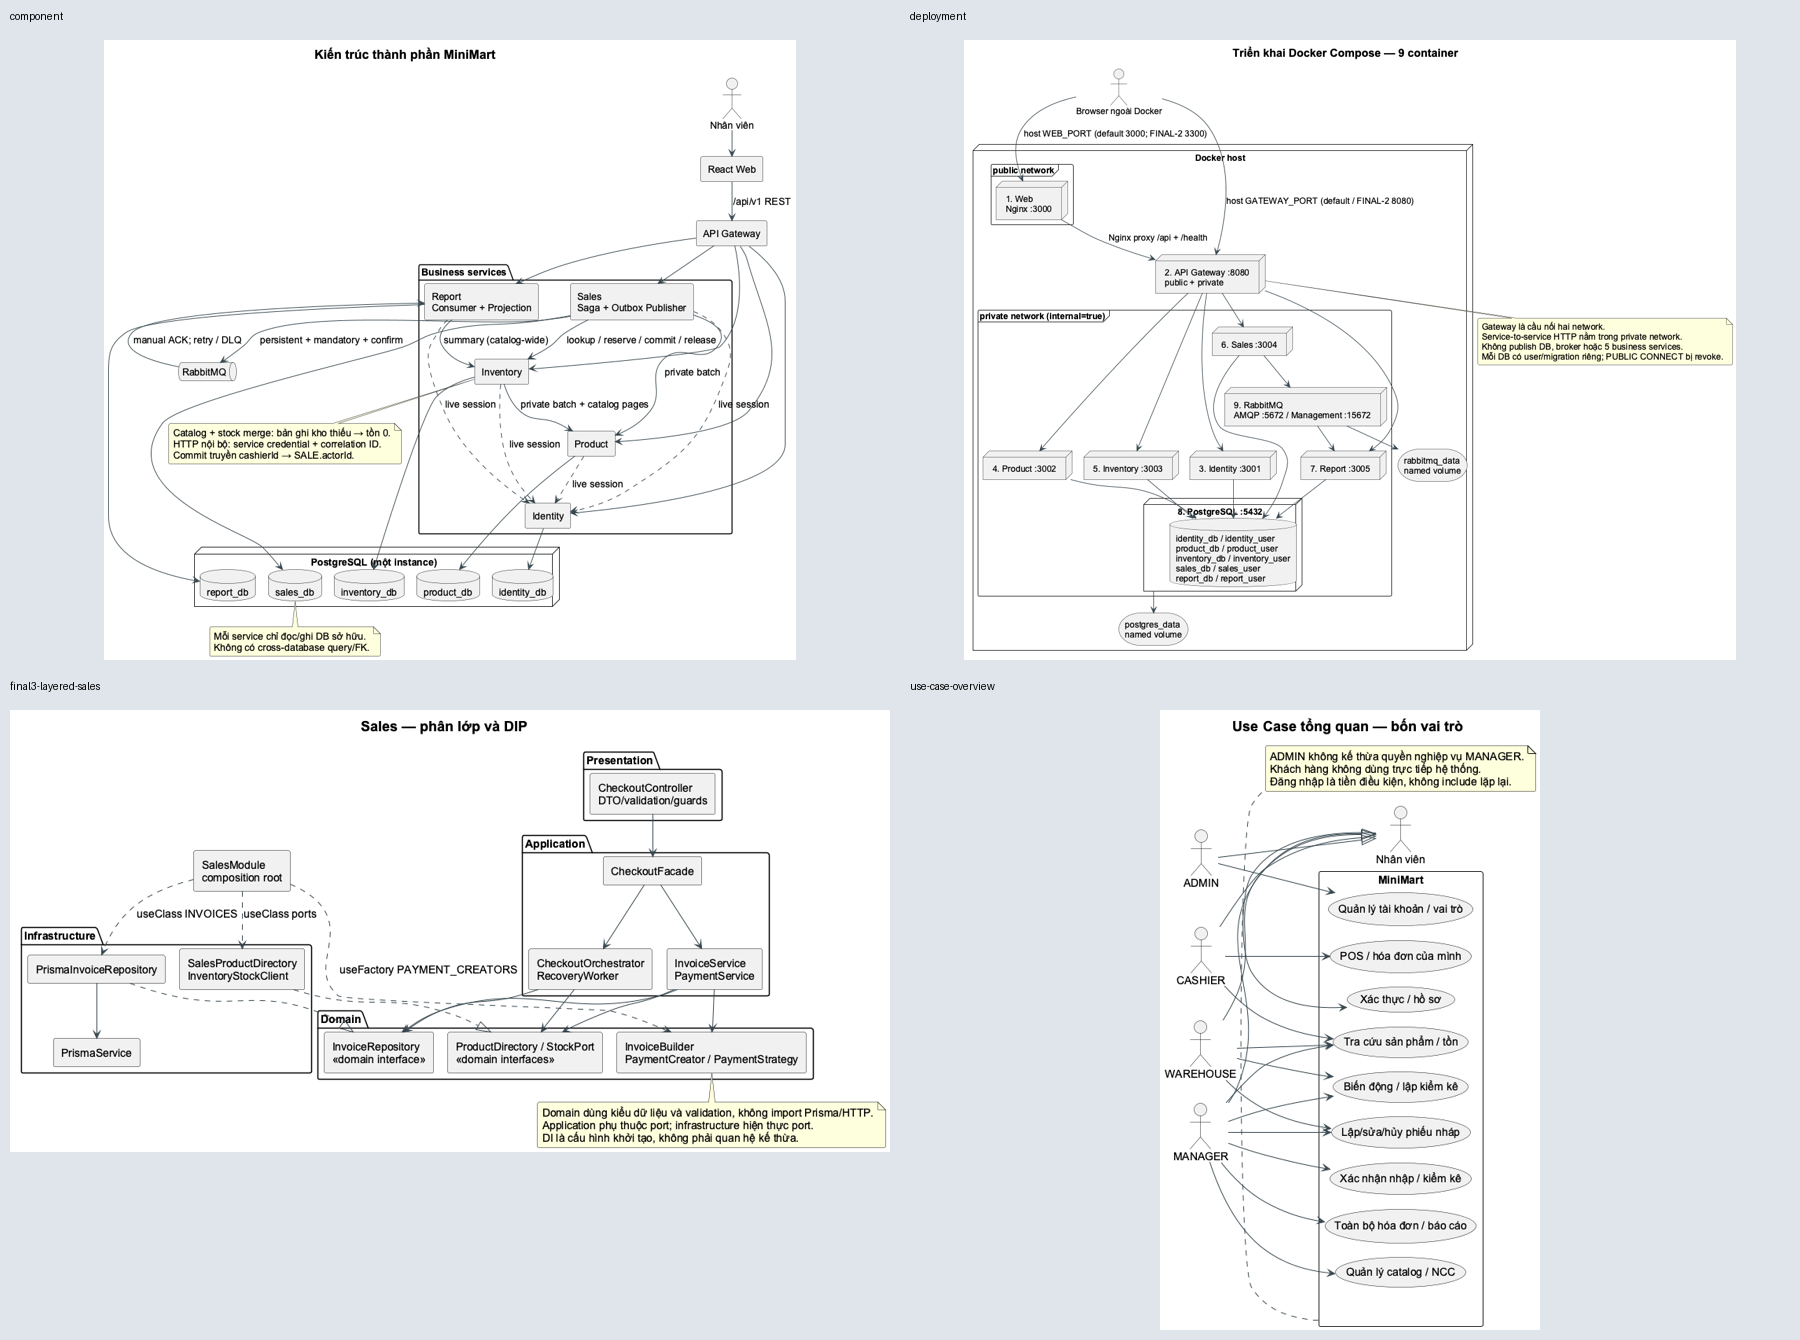 component
Kiến trúc thành phần MiniMart
Nhân viên
React Web
/api/v1 REST
API Gateway
Business services
Report
Consumer + Projection
Sales
Saga + Outbox Publisher
manual ACK; retry / DLQ
persistent + mandatory + confirm
summary (catalog-wide)
lookup / reserve / commit / release
RabbitMQ
Inventory
private batch
live session
private batch + catalog pages
live session
Catalog + stock merge: bản ghi kho thiếu → tồn 0.
HTTP nội bộ: service credential + correlation ID.
Commit truyền cashierId → SALE.actorId.
live session
Product
live session
Identity
PostgreSQL (một instance)
report_db
sales_db
inventory_db
product_db
identity_db
Mỗi service chỉ đọc/ghi DB sở hữu.
Không có cross-database query/FK.
deployment
Triển khai Docker Compose — 9 container
Browser ngoài Docker
host WEB_PORT (default 3000; FINAL-2 3300)
Docker host
public network
1. Web
Nginx :3000
host GATEWAY_PORT (default / FINAL-2 8080)
Nginx proxy /api + /health
2. API Gateway :8080
public + private
private network (internal=true)
Gateway là cầu nối hai network.
Service-to-service HTTP nằm trong private network.
Không publish DB, broker hoặc 5 business services.
Mỗi DB có user/migration riêng; PUBLIC CONNECT bị revoke.
6. Sales :3004
9. RabbitMQ
AMQP :5672 / Management :15672
4. Product :3002
5. Inventory :3003
3. Identity :3001
7. Report :3005
rabbitmq_data
named volume
8. PostgreSQL :5432
identity_db / identity_user
product_db / product_user
inventory_db / inventory_user
sales_db / sales_user
report_db / report_user
postgres_data
named volume
final3-layered-sales
Sales — phân lớp và DIP
Presentation
CheckoutController
DTO/validation/guards
Application
CheckoutFacade
SalesModule
composition root
useClass INVOICES
useClass ports
Infrastructure
PrismaInvoiceRepository
SalesProductDirectory
InventoryStockClient
useFactory PAYMENT_CREATORS
CheckoutOrchestrator
RecoveryWorker
InvoiceService
PaymentService
Domain
PrismaService
InvoiceRepository
«domain interface»
ProductDirectory / StockPort
«domain interfaces»
InvoiceBuilder
PaymentCreator / PaymentStrategy
Domain dùng kiểu dữ liệu và validation, không import Prisma/HTTP.
Application phụ thuộc port; infrastructure hiện thực port.
DI là cấu hình khởi tạo, không phải quan hệ kế thừa.
use-case-overview
Use Case tổng quan — bốn vai trò
ADMIN không kế thừa quyền nghiệp vụ MANAGER.
Khách hàng không dùng trực tiếp hệ thống.
Đăng nhập là tiền điều kiện, không include lặp lại.
Nhân viên
ADMIN
MiniMart
Quản lý tài khoản / vai trò
POS / hóa đơn của mình
CASHIER
Xác thực / hồ sơ
Tra cứu sản phẩm / tồn
WAREHOUSE
Biến động / lập kiểm kê
Lập/sửa/hủy phiếu nháp
MANAGER
Xác nhận nhập / kiểm kê
Toàn bộ hóa đơn / báo cáo
Quản lý catalog / NCC